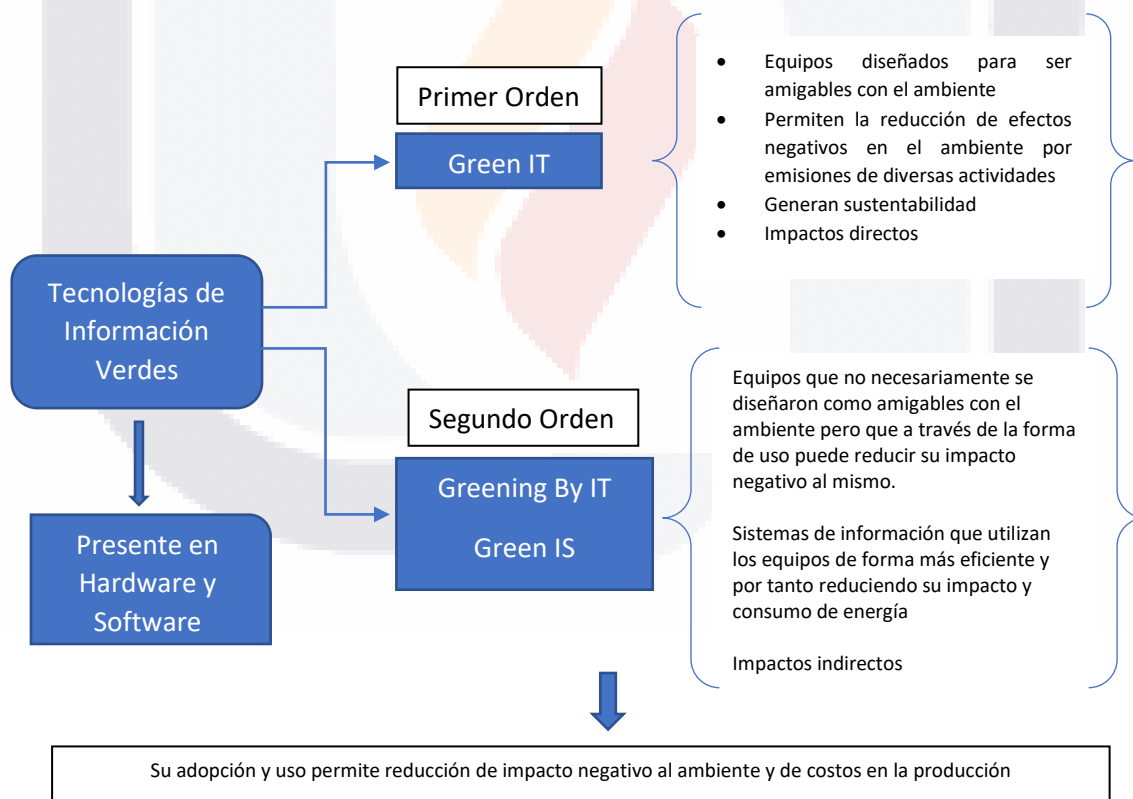 Primer Orden
Green IT
• Equipos diseñados para ser
amigables con el ambiente
• Permiten la reducción de efectos
negativos en el ambiente por
emisiones de diversas actividades
• Generan sustentabilidad
• Impactos directos
Tecnologías de
Información
Verdes
Presente en
Hardware y
Software
Segundo Orden
Greening By IT
Green IS
Equipos que no necesariamente se
diseñaron como amigables con el
ambiente pero que a través de la forma
de uso puede reducir su impacto
negativo al mismo.
Sistemas de información que utilizan
los equipos de forma más eficiente y
por tanto reduciendo su impacto y
consumo de energía
Impactos indirectos
Su adopción y uso permite reducción de impacto negativo al ambiente y de costos en la producción